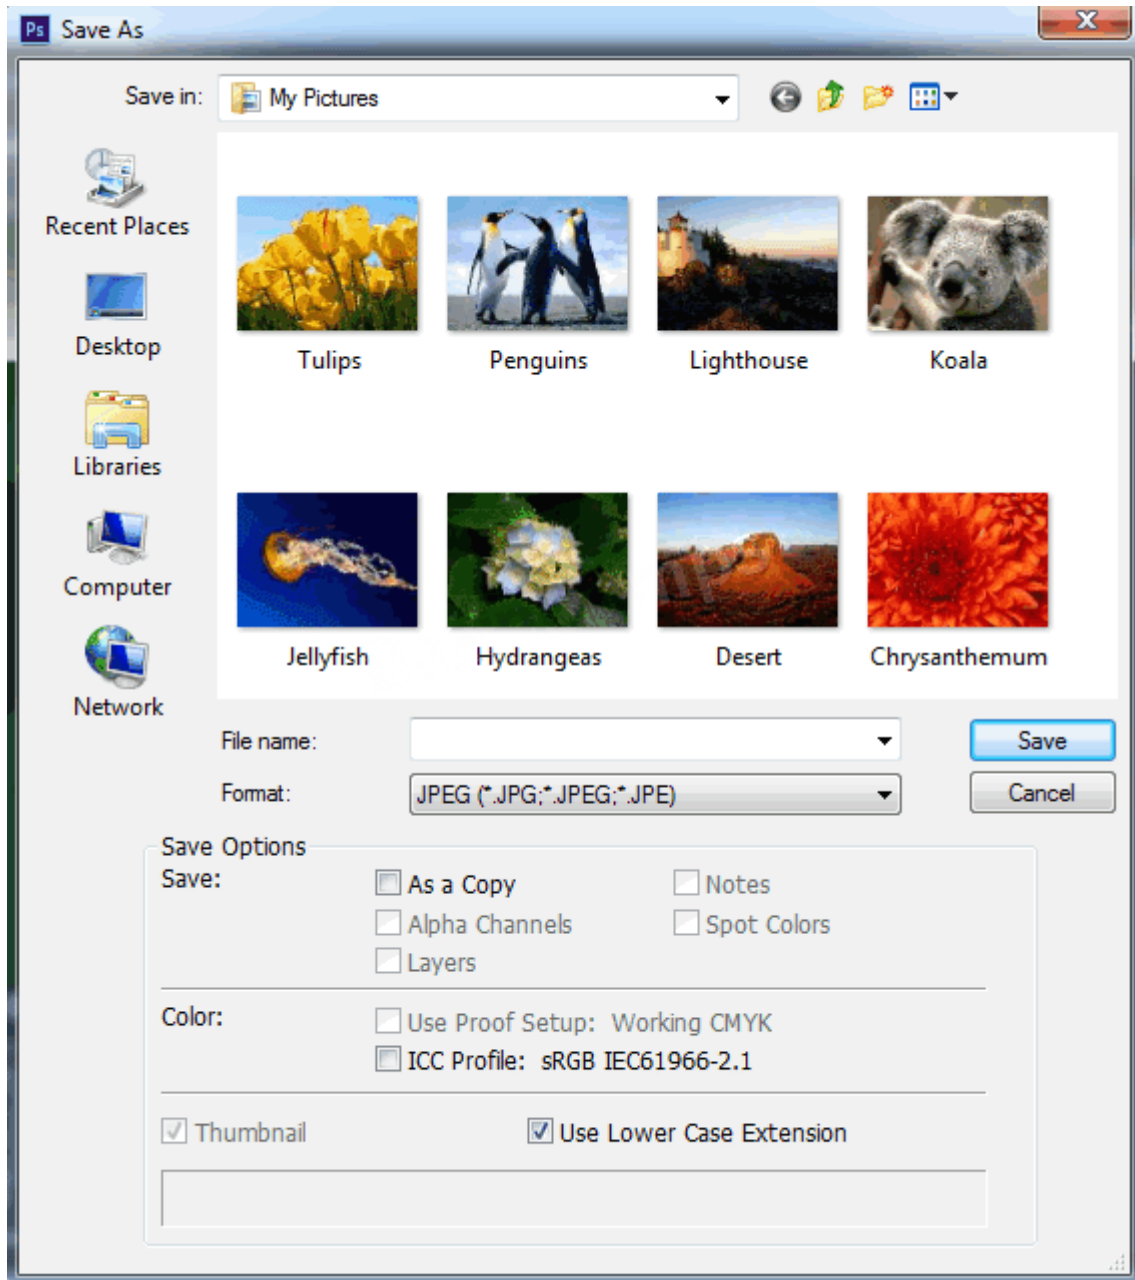 Ps Save As
Save in: My Pictures
Recent Places
Desktop
Libraries
Computer
Network
Tulips Penguins Lighthouse Koala
Jellyfish Hydrangeas Desert Chrysanthemum
File name: Save
Format: JPEG (*.JPG;*.JPEG;*.JPE) Cancel
Save Options
Save: As a Copy Notes
Alpha Channels Spot Colors
Layers
Color: Use Proof Setup: Working CMYK
ICC Profile: sRGB IEC61966-2.1
Thumbnail Use Lower Case Extension